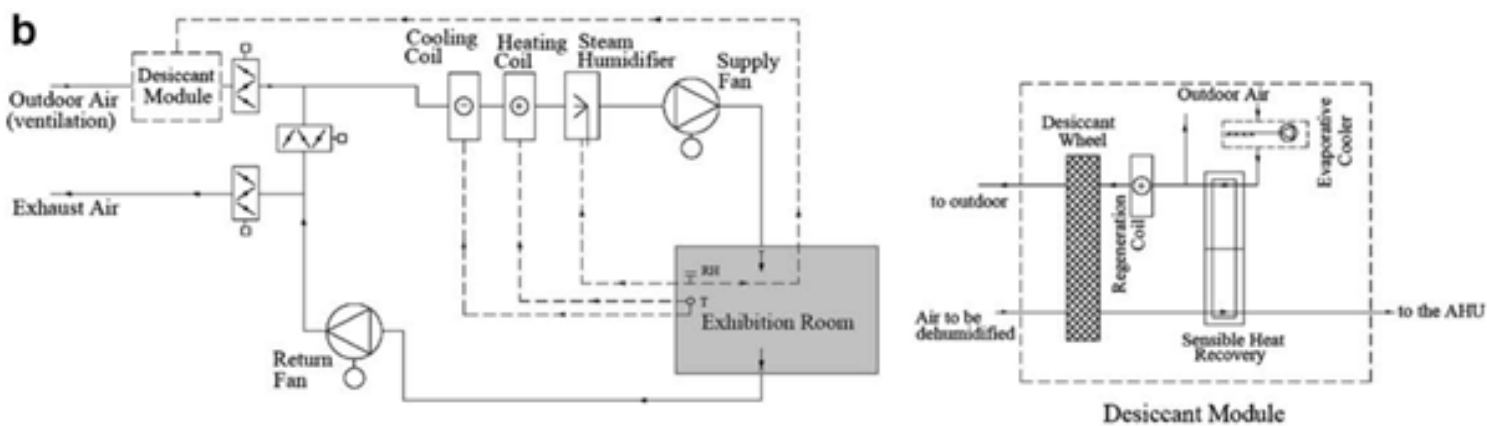 b
Cooling
Coil
Heating
Coil
Steam
Humidifier
Supply
Fan
Desiccant
Module
Outdoor Air
(ventilation)
Exhaust Air
RH
T
Exhibition Room
Return
Fan
Outdoor Air
Desiccant
Wheel
Evaporative
Cooler
to outdoor
Regeneration
Coil
Air to be
dehumidified
to the AHU
Sensible Heat
Recovery
Desiccant Module